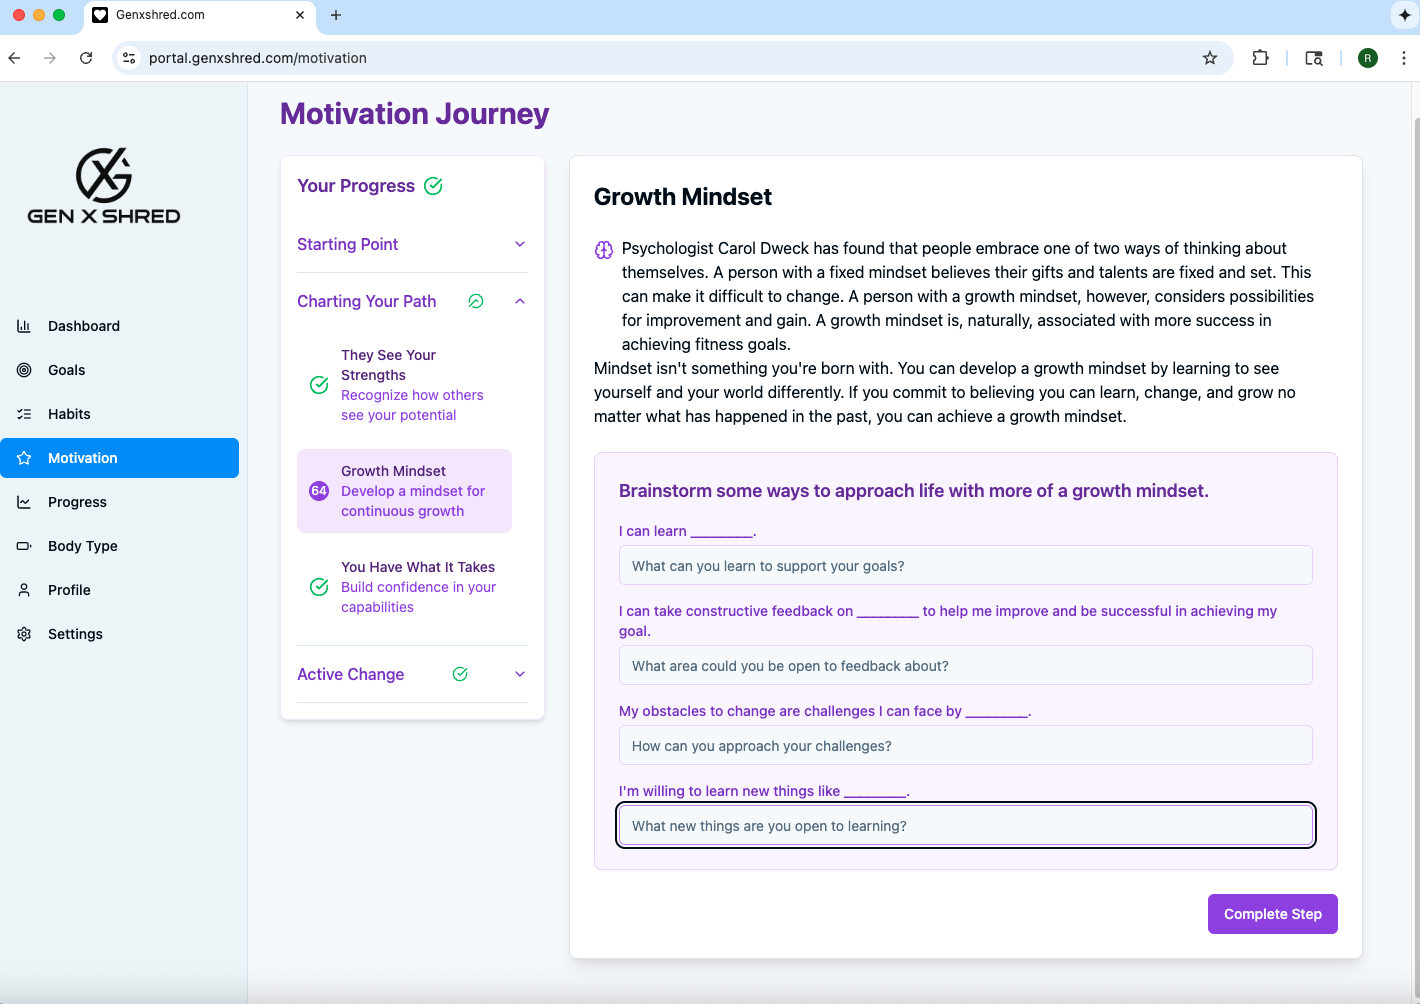 Genxshred.com
portal.genxshred.com/motivation
R
GEN X SHRED
Dashboard
Goals
Habits
Motivation
Progress
Body Type
Profile
Settings
Motivation Journey
Your Progress
Starting Point
Charting Your Path
They See Your
Strengths
Recognize how others
see your potential
64
Growth Mindset
Develop a mindset for
continuous growth
You Have What It Takes
Build confidence in your
capabilities
Active Change
Growth Mindset
Psychologist Carol Dweck has found that people embrace one of two ways of thinking about
themselves. A person with a fixed mindset believes their gifts and talents are fixed and set. This
can make it difficult to change. A person with a growth mindset, however, considers possibilities
for improvement and gain. A growth mindset is, naturally, associated with more success in
achieving fitness goals.
Mindset isn't something you're born with. You can develop a growth mindset by learning to see
yourself and your world differently. If you commit to believing you can learn, change, and grow no
matter what has happened in the past, you can achieve a growth mindset.
Brainstorm some ways to approach life with more of a growth mindset.
I can learn ________.
What can you learn to support your goals?
I can take constructive feedback on ________ to help me improve and be successful in achieving my
goal.
What area could you be open to feedback about?
My obstacles to change are challenges I can face by ________.
How can you approach your challenges?
I'm willing to learn new things like ________.
What new things are you open to learning?
Complete Step